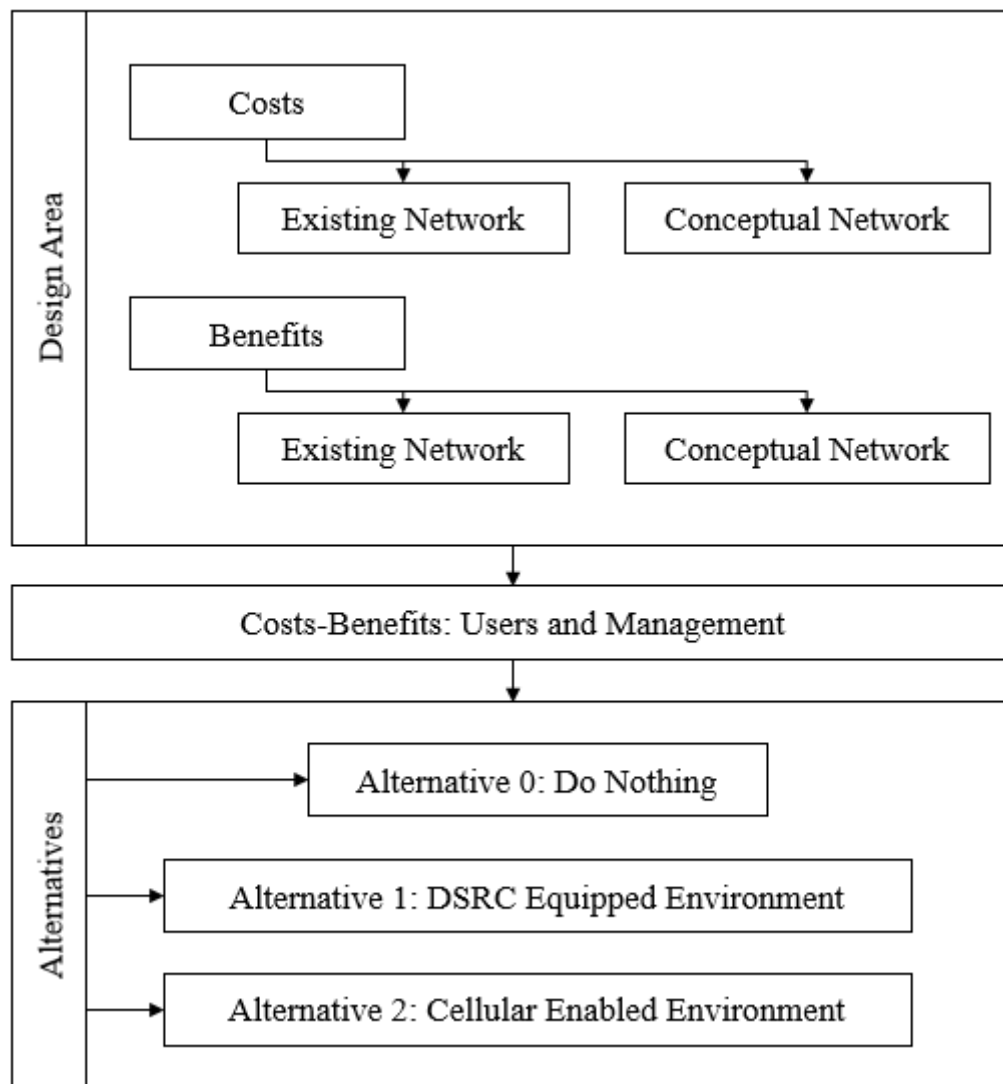 Design Area
Costs
Existing Network
Conceptual Network
Benefits
Existing Network
Conceptual Network
Costs-Benefits: Users and Management
Alternatives
Alternative 0: Do Nothing
Alternative 1: DSRC Equipped Environment
Alternative 2: Cellular Enabled Environment